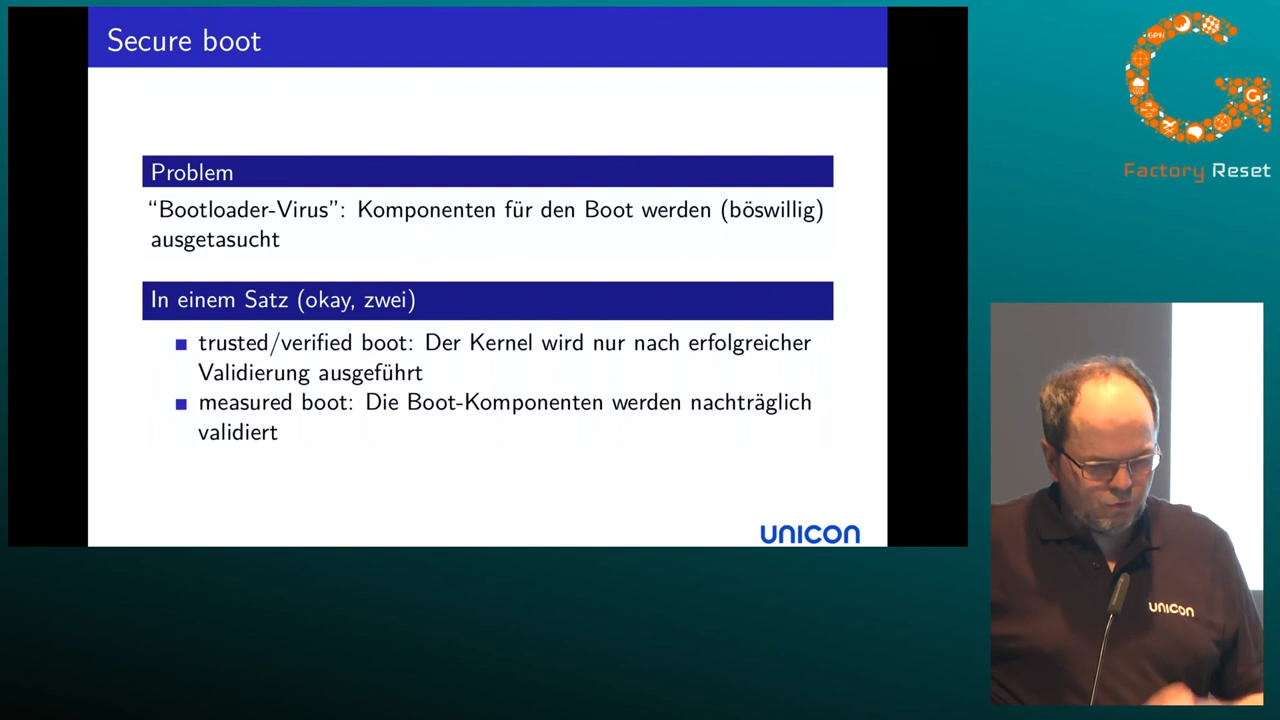 Secure boot
Problem
“Bootloader-Virus”: Komponenten für den Boot werden (böswillig)
ausgetasucht
In einem Satz (okay, zwei)
trusted/verified boot: Der Kernel wird nur nach erfolgreicher
Validierung ausgeführt
measured boot: Die Boot-Komponenten werden nachträglich
validiert
UNICON
GPN
Factory Reset
UNICON